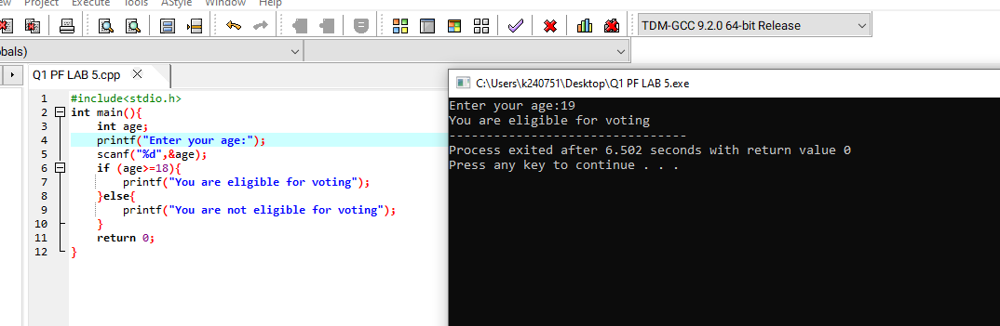 Project Execute Tools AStyle Window Help
TDM-GCC 9.2.0 64-bit Release
Q1 PF LAB 5.cpp
1 #include<stdio.h>
2 int main(){
3 int age;
4 printf("Enter your age:");
5 scanf("%d",&age);
6 if (age>=18){
7 printf("You are eligible for voting");
8 }else{
9 printf("You are not eligible for voting");
10 }
11 return 0;
12 }
C:\Users\k240751\Desktop\Q1 PF LAB 5.exe
Enter your age:19
You are eligible for voting
--------------------------------
Process exited after 6.502 seconds with return value 0
Press any key to continue . . .